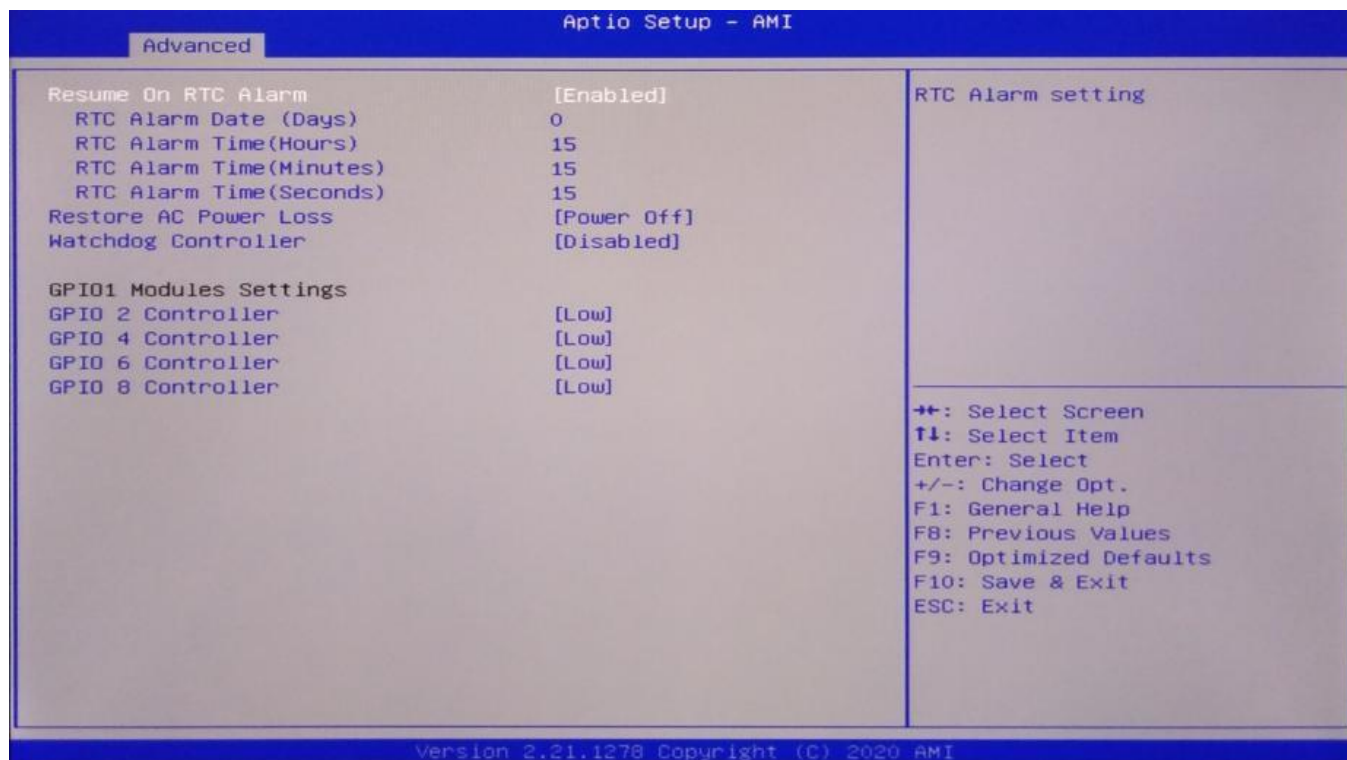 Aptio Setup - AMI
Advanced
Resume On RTC Alarm [Enabled]
RTC Alarm Date (Days) 0
RTC Alarm Time(Hours) 15
RTC Alarm Time(Minutes) 15
RTC Alarm Time(Seconds) 15
Restore AC Power Loss [Power Off]
Watchdog Controller [Disabled]
GPIO1 Modules Settings
GPIO 2 Controller [Low]
GPIO 4 Controller [Low]
GPIO 6 Controller [Low]
GPIO 8 Controller [Low]
RTC Alarm setting
→←: Select Screen
↑↓: Select Item
Enter: Select
+/-: Change Opt.
F1: General Help
F8: Previous Values
F9: Optimized Defaults
F10: Save & Exit
ESC: Exit
Version 2.21.1278 Copyright (C) 2020 AMI